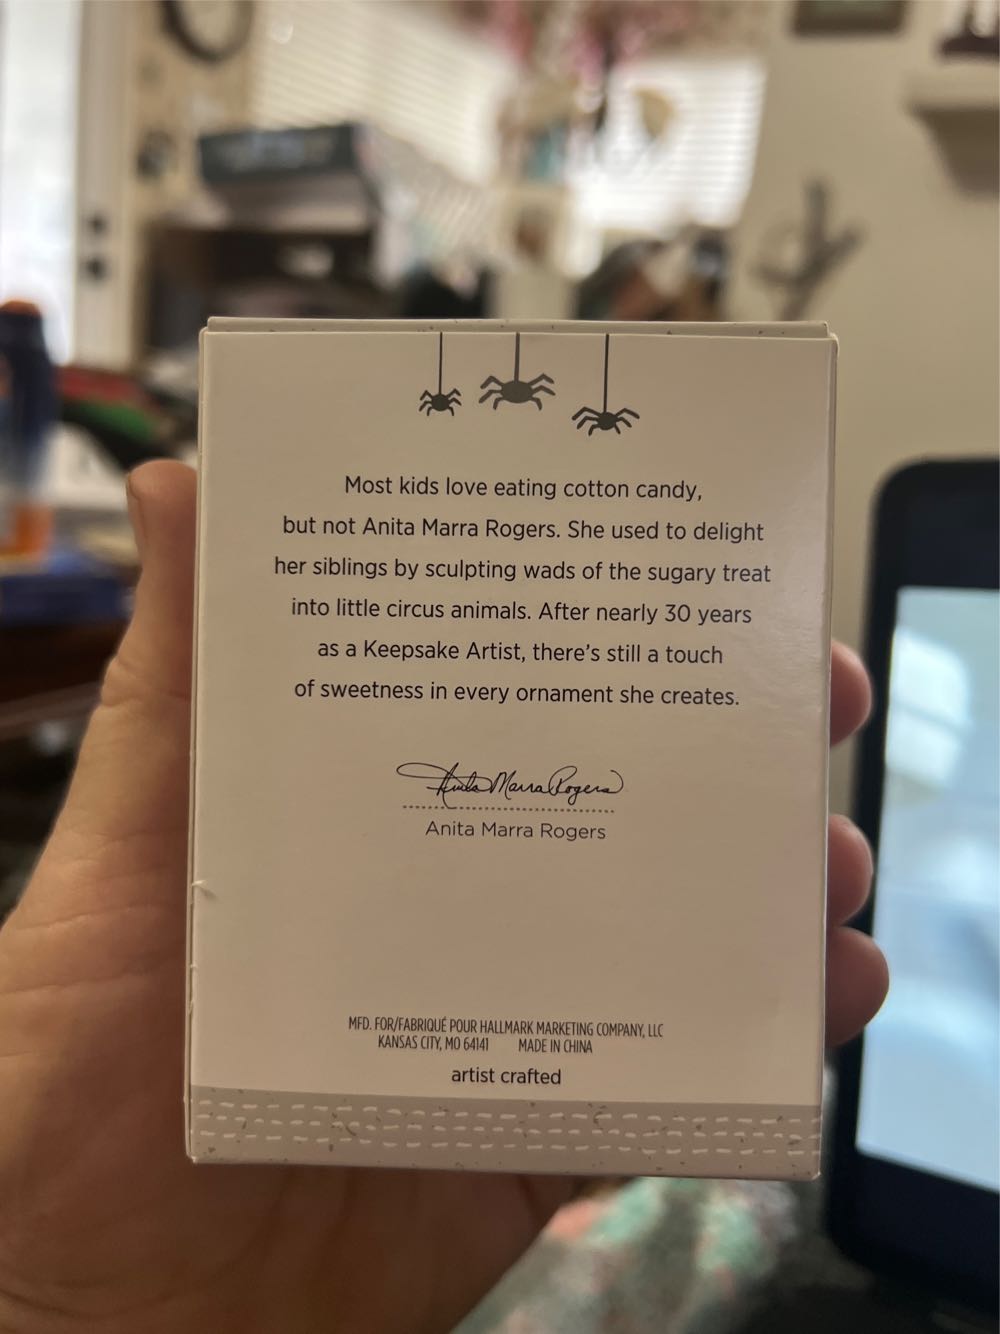 Most kids love eating cotton candy,
but not Anita Marra Rogers. She used to delight
her siblings by sculpting wads of the sugary treat
into little circus animals. After nearly 30 years
as a Keepsake Artist, there's still a touch
of sweetness in every ornament she creates.
Anita Marra Rogers
Anita Marra Rogers
MFD. FOR/FABRIQUÉ POUR HALLMARK MARKETING COMPANY, LLC
KANSAS CITY, MO 64141 MADE IN CHINA
artist crafted